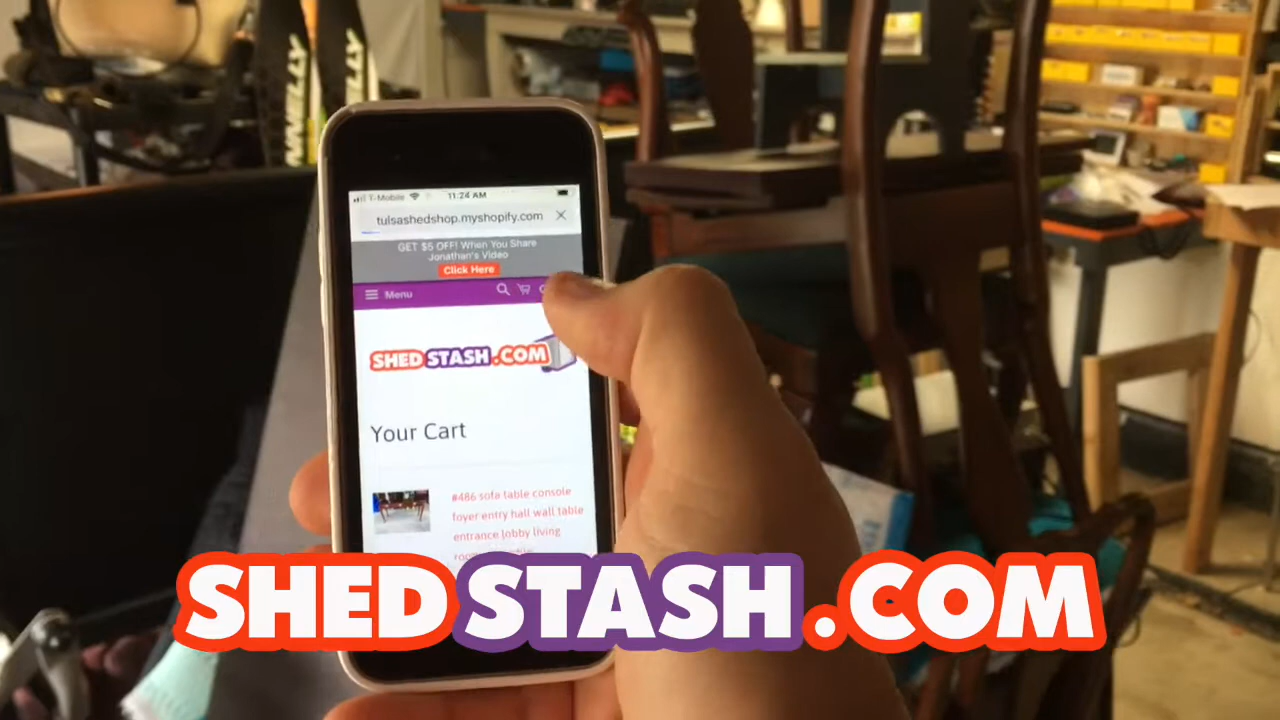 T-Mobile 11:24 AM
tulsashedshop.myshopify.com
GET $5 OFF! When You Share
Jonathan's Video
Click Here
Menu
SHED STASH .COM
Your Cart
#486 sofa table console
foyer entry hall wall table
entrance lobby living
SHED STASH .COM